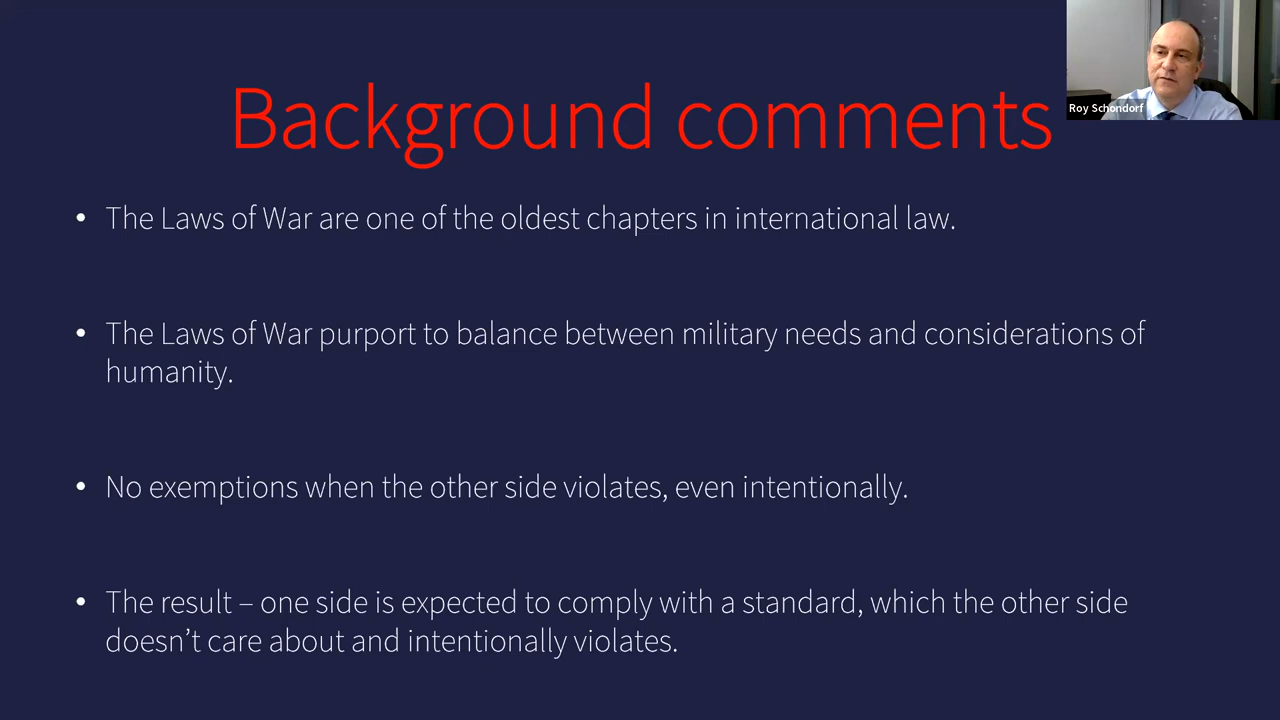 Background comments
Roy Schondorf
• The Laws of War are one of the oldest chapters in international law.
• The Laws of War purport to balance between military needs and considerations of
humanity.
• No exemptions when the other side violates, even intentionally.
• The result – one side is expected to comply with a standard, which the other side
doesn’t care about and intentionally violates.